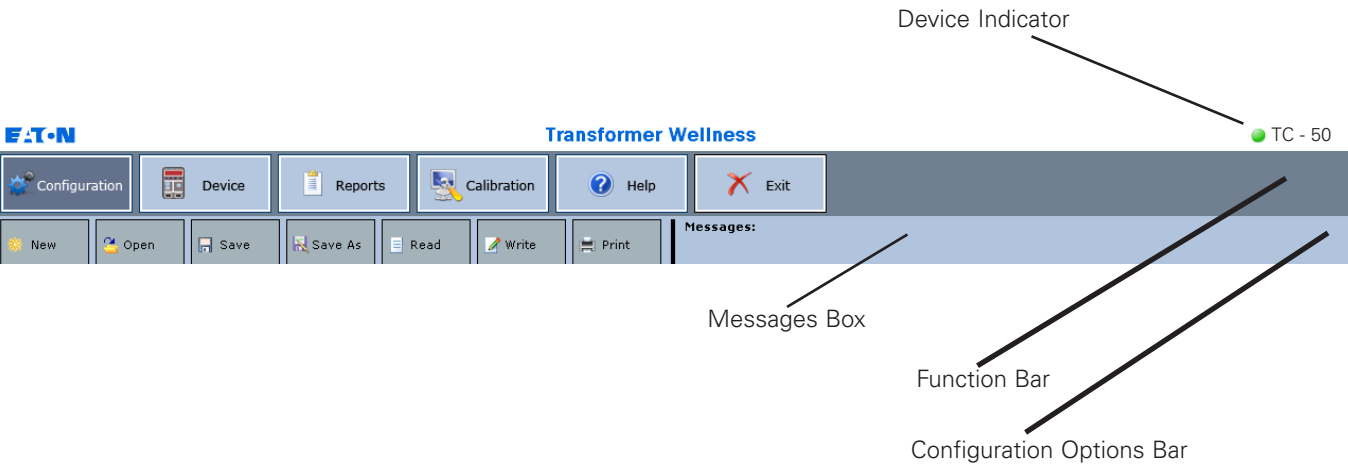 Device Indicator
EATON
Transformer Wellness
TC - 50
Configuration
Device
Reports
Calibration
Help
Exit
New
Open
Save
Save As
Read
Write
Print
Messages:
Messages Box
Function Bar
Configuration Options Bar